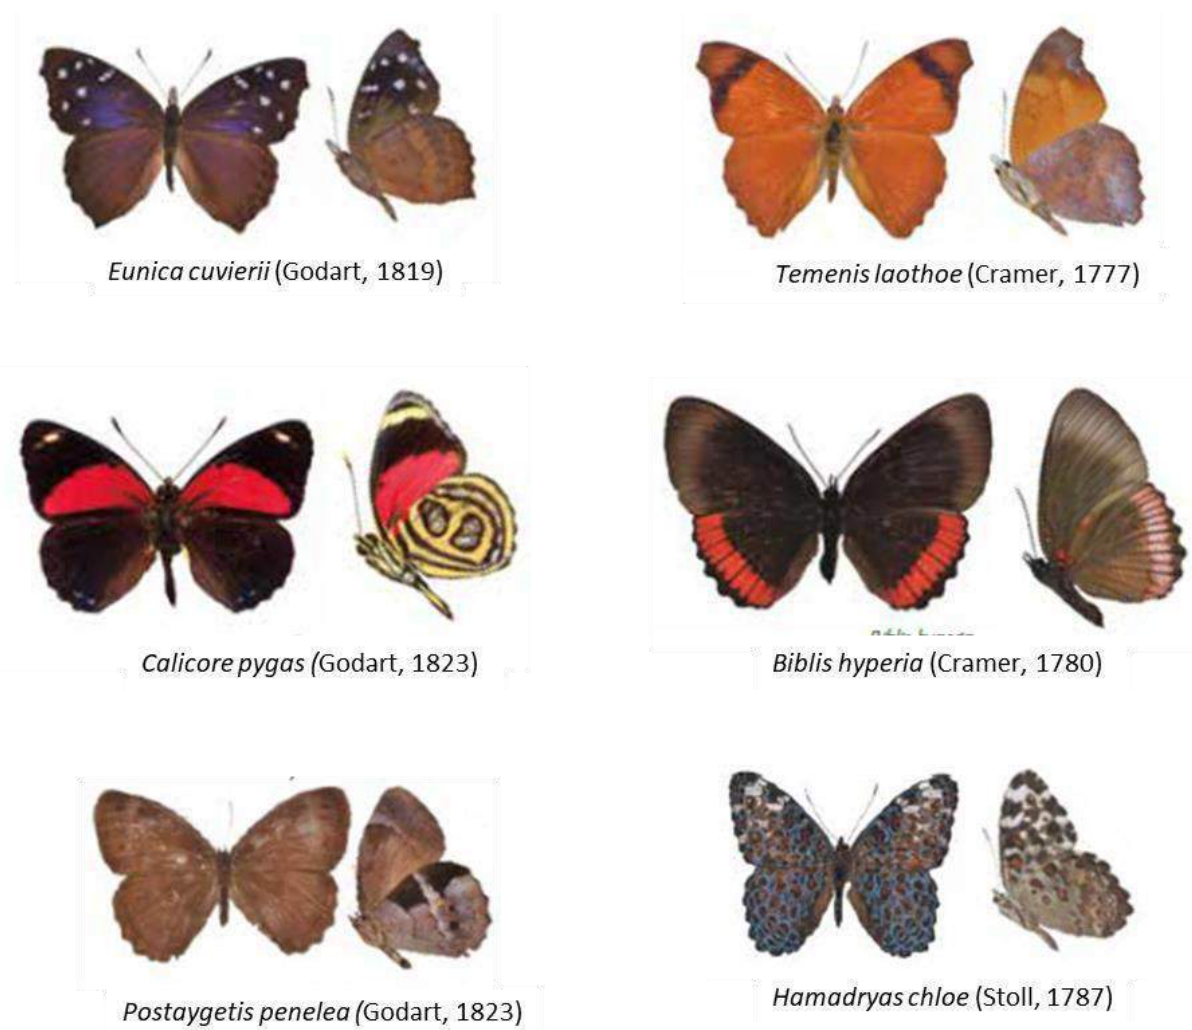 Eunica cuvierii (Godart, 1819)
Temenis laothoe (Cramer, 1777)
Calicore pygas (Godart, 1823)
Biblis hyperia (Cramer, 1780)
Postaygetis penelea (Godart, 1823)
Hamadryas chloe (Stoll, 1787)